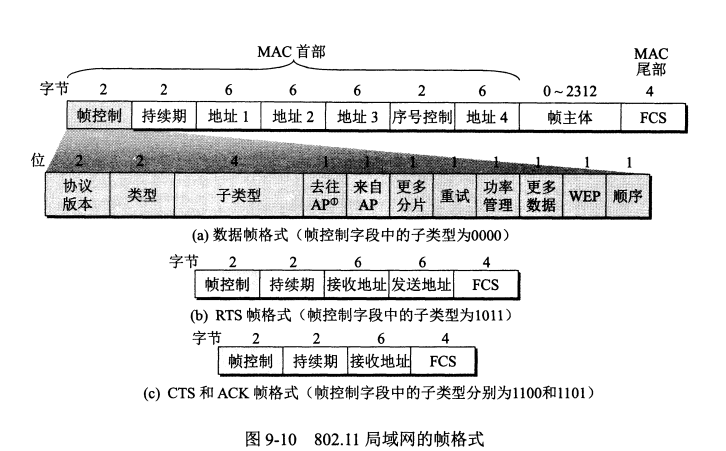 MAC 首部
MAC
尾部
字节 2 2 6 6 6 2 6 0～2312 4
帧控制 持续期 地址 1 地址 2 地址 3 序号控制 地址 4 帧主体 FCS
位 2 2 4 1 1 1 1 1 1 1 1
协议版本 类型 子类型 去往AP① 来自AP 更多分片 重试 功率管理 更多数据 WEP 顺序
(a) 数据帧格式（帧控制字段中的子类型为0000）
字节 2 2 6 6 4
帧控制 持续期 接收地址 发送地址 FCS
(b) RTS 帧格式（帧控制字段中的子类型为1011）
字节 2 2 6 4
帧控制 持续期 接收地址 FCS
(c) CTS 和 ACK 帧格式（帧控制字段中的子类型分别为1100和1101）
图 9-10 802.11 局域网的帧格式